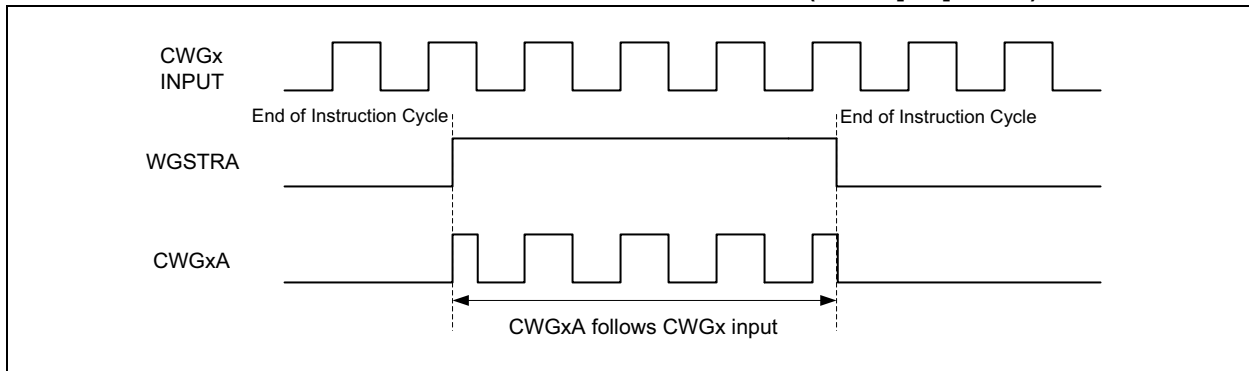 CWGx
INPUT
End of Instruction Cycle
End of Instruction Cycle
WGSTRA
CWGxA
CWGxA follows CWGx input